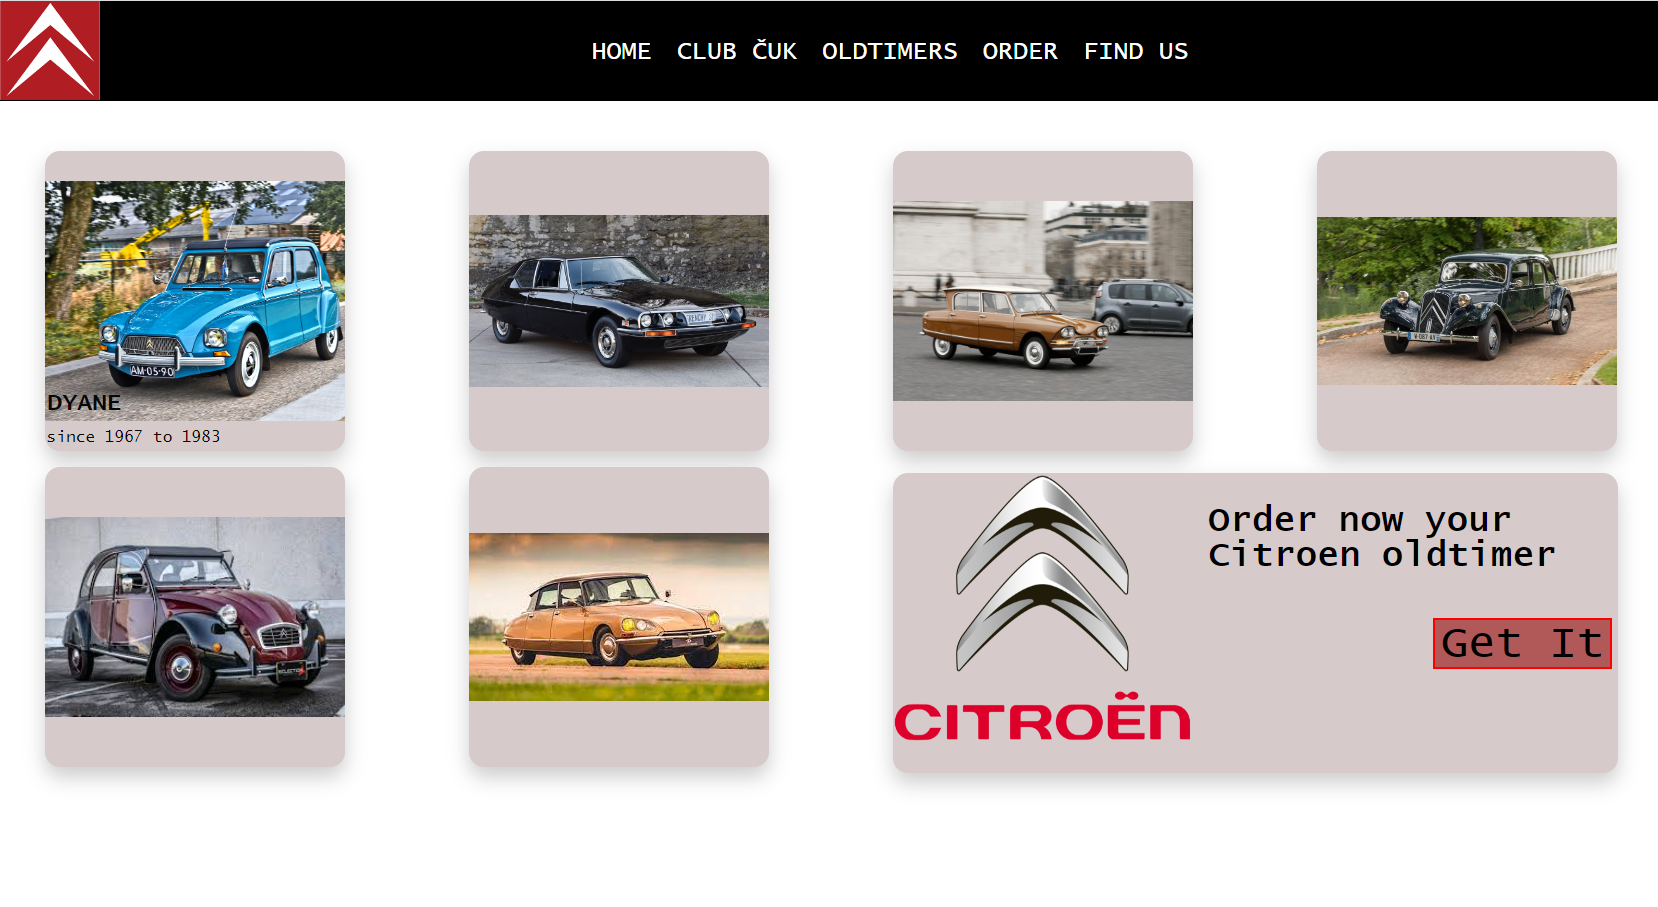 HOME CLUB ČUK OLDTIMERS ORDER FIND US
AM-05-90
DYANE
since 1967 to 1983
Order now your
Citroen oldtimer
Get It
CITROËN